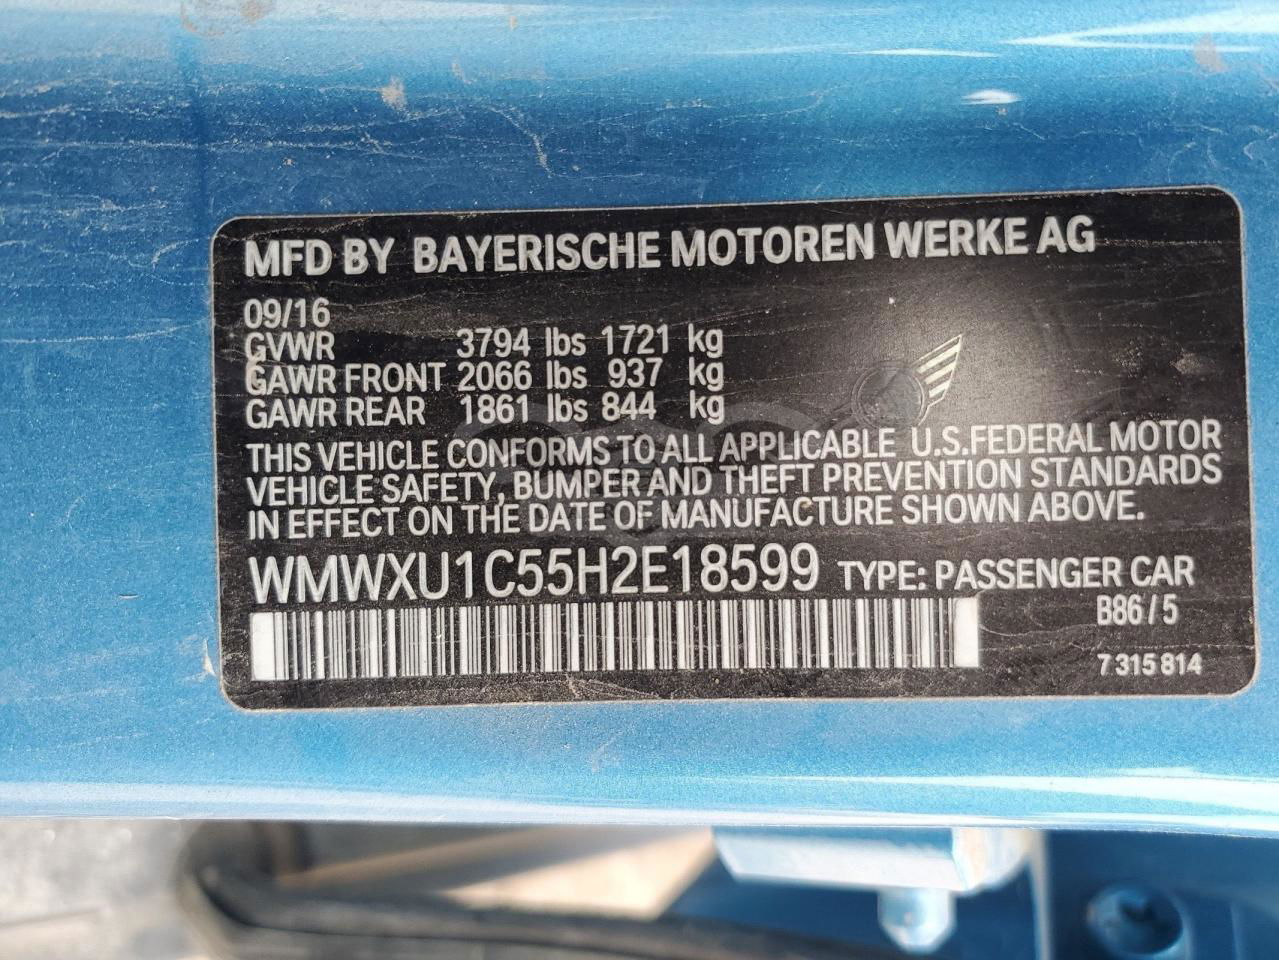 MFD BY BAYERISCHE MOTOREN WERKE AG
09/16
GVWR 3794 lbs 1721 kg
GAWR FRONT 2066 lbs 937 kg
GAWR REAR 1861 lbs 844 kg
THIS VEHICLE CONFORMS TO ALL APPLICABLE U.S.FEDERAL MOTOR
VEHICLE SAFETY, BUMPER AND THEFT PREVENTION STANDARDS
IN EFFECT ON THE DATE OF MANUFACTURE SHOWN ABOVE.
WMWXU1C55H2E18599 TYPE: PASSENGER CAR
B86/5
7 315 814